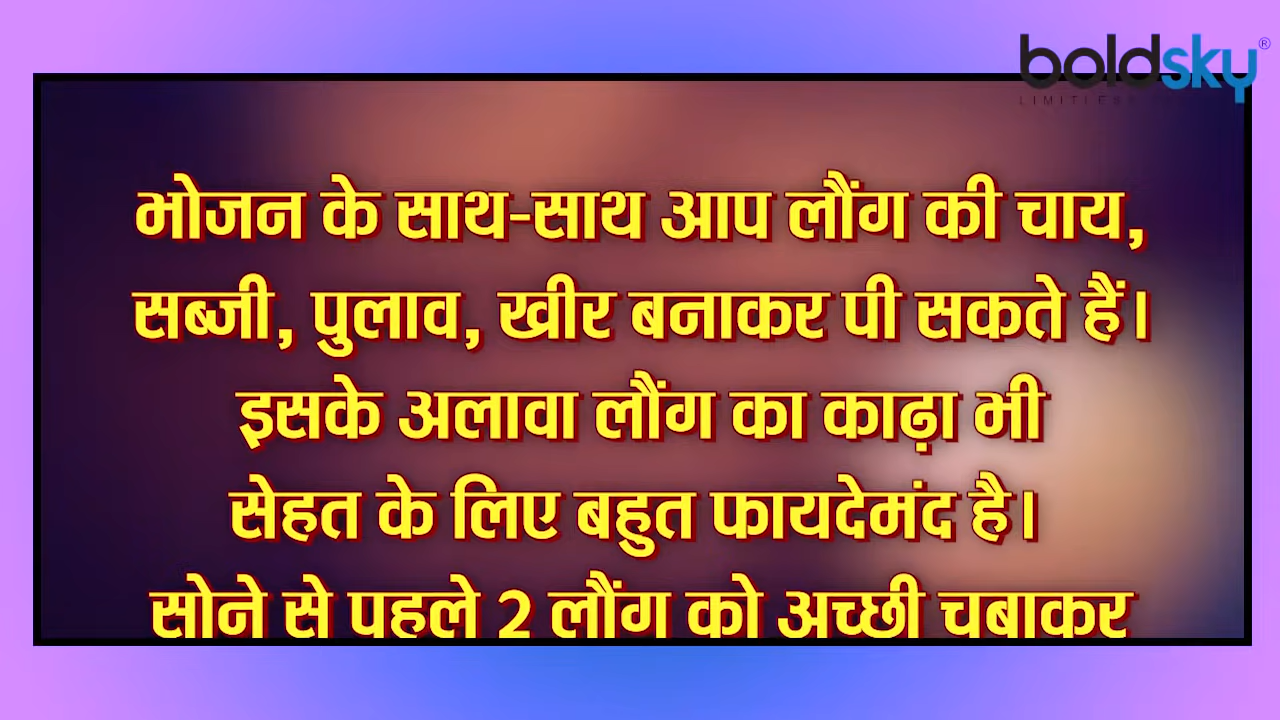 boldsky®
भोजन के साथ-साथ आप लौंग की चाय,
सब्जी, पुलाव, खीर बनाकर पी सकते हैं।
इसके अलावा लौंग का काढ़ा भी
सेहत के लिए बहुत फायदेमंद है।
सोने से पहले 2 लौंग को अच्छी चबाकर